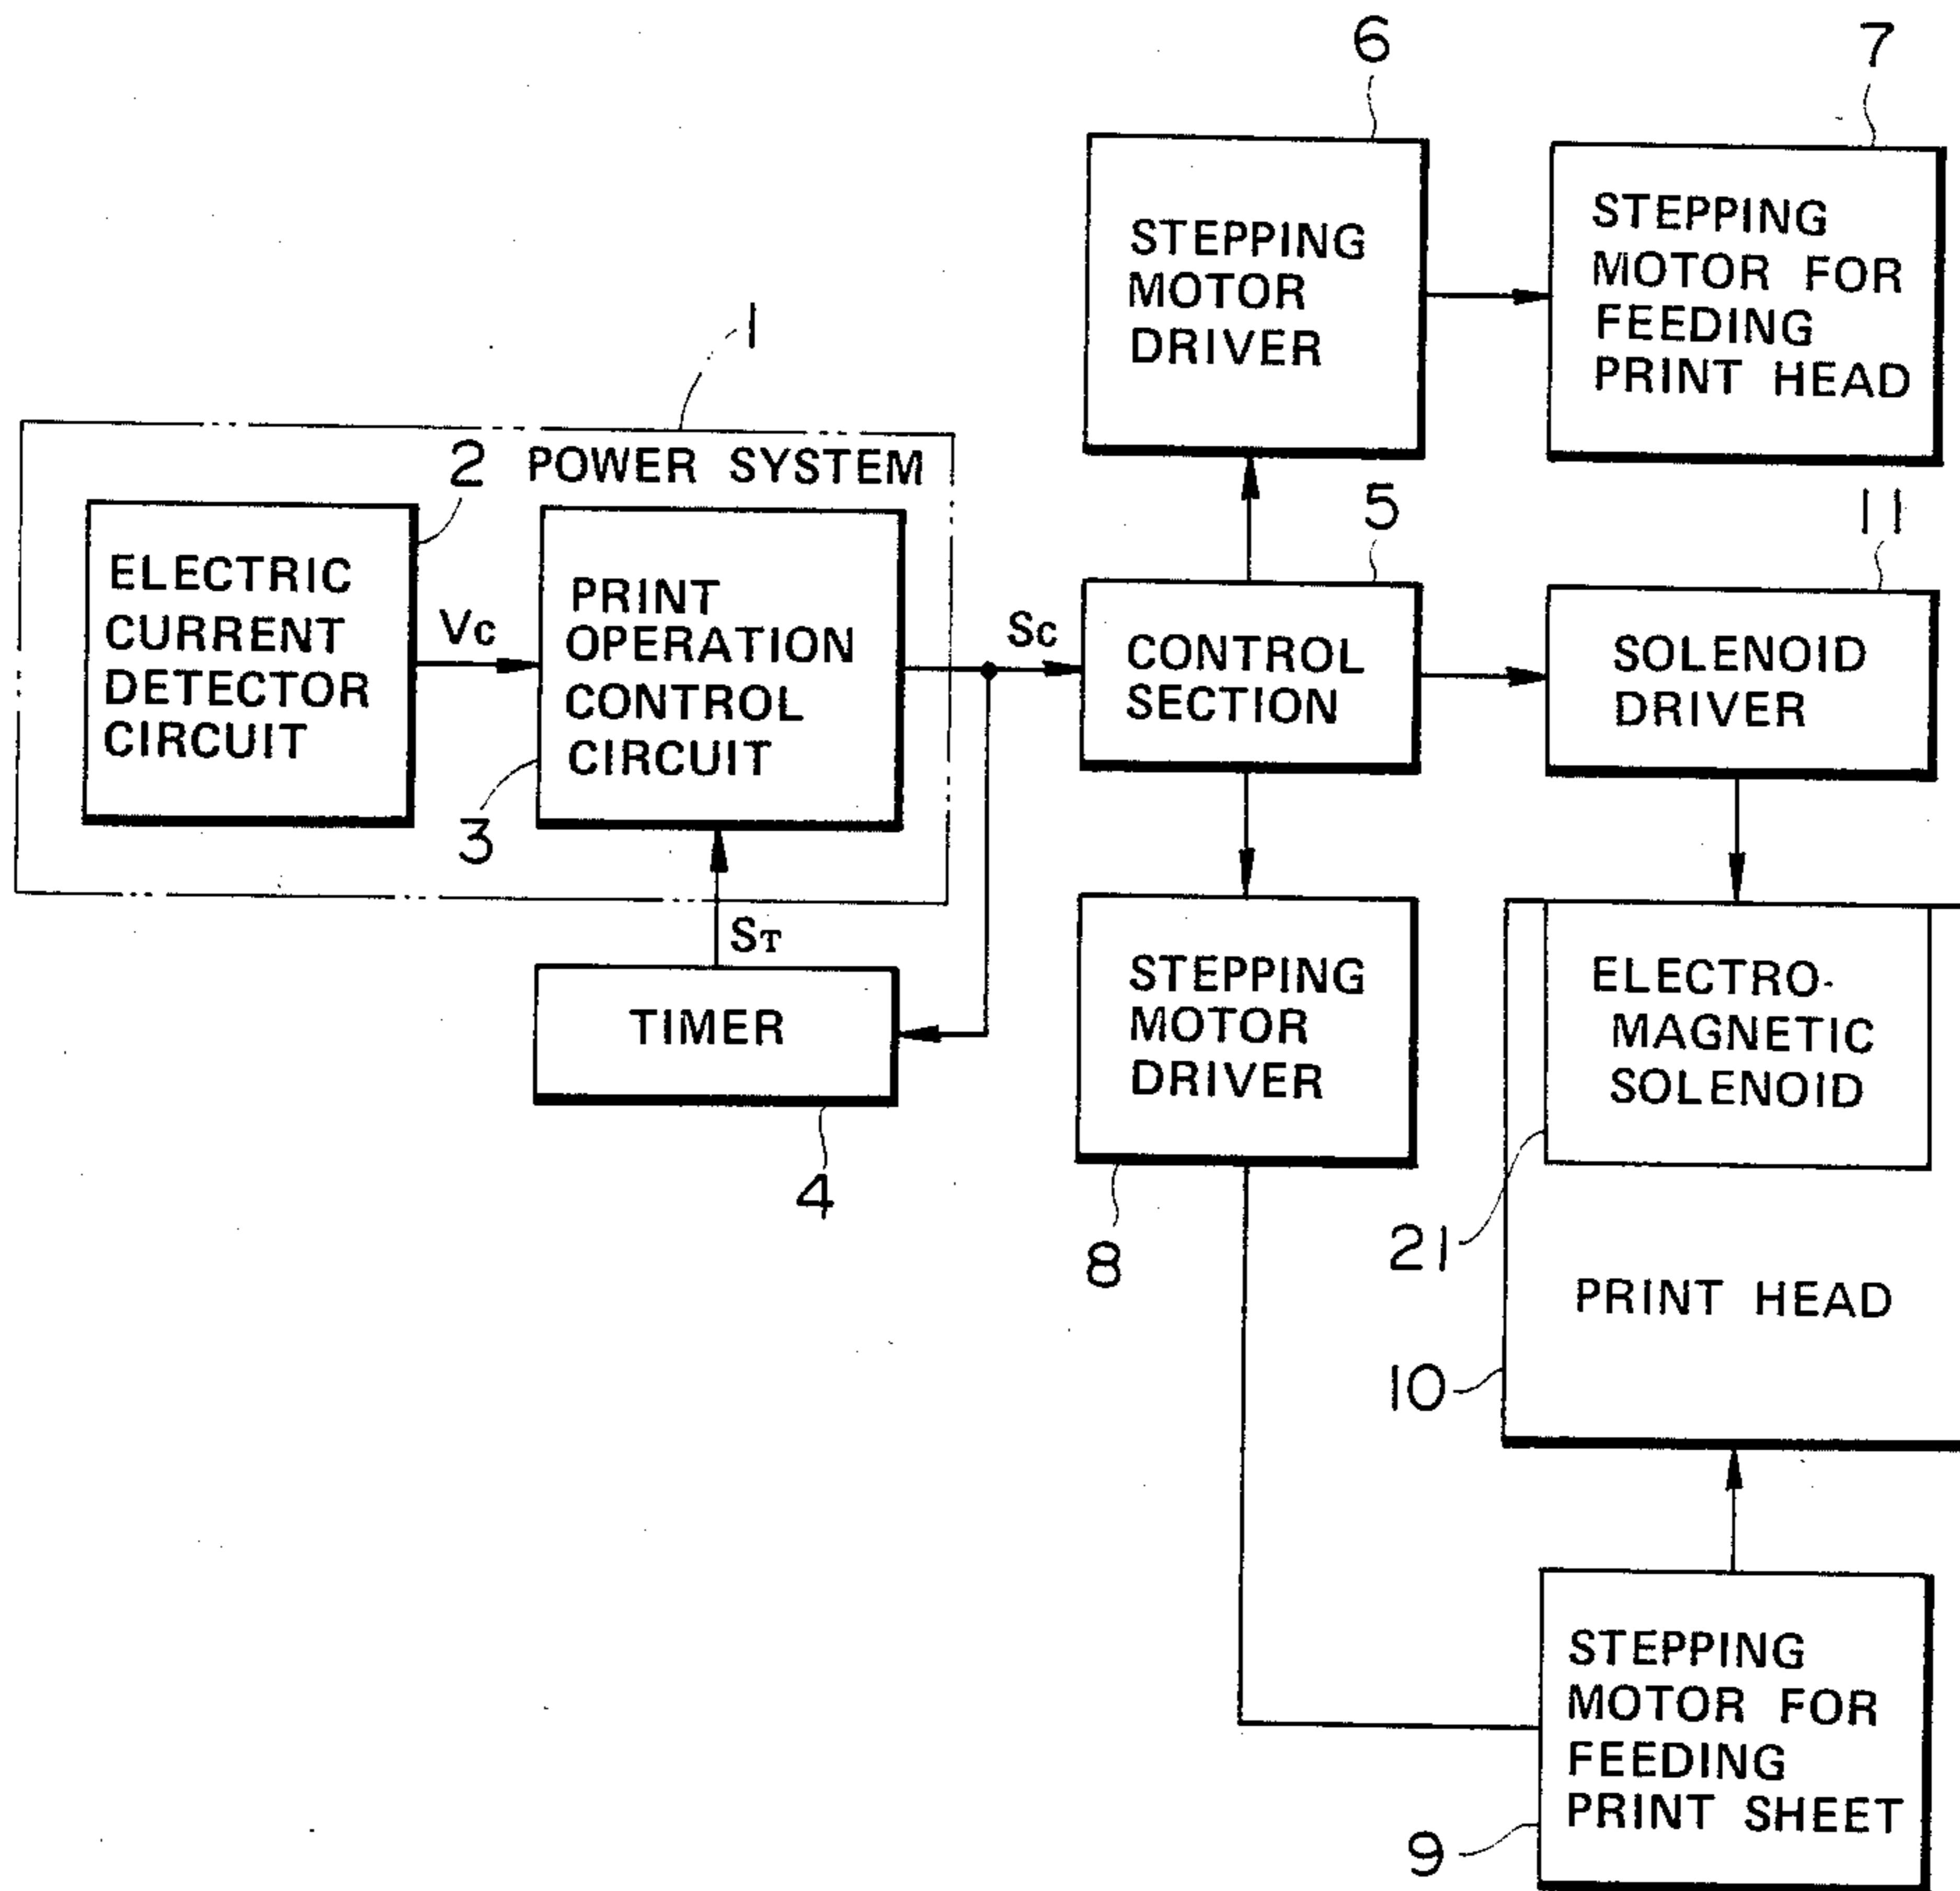 6
7
STEPPING
MOTOR
DRIVER
STEPPING
MOTOR FOR
FEEDING
PRINT HEAD
1
POWER SYSTEM
2
ELECTRIC
CURRENT
DETECTOR
CIRCUIT
Vc
PRINT
OPERATION
CONTROL
CIRCUIT
3
Sc
5
CONTROL
SECTION
11
SOLENOID
DRIVER
ST
TIMER
4
STEPPING
MOTOR
DRIVER
8
ELECTRO-
MAGNETIC
SOLENOID
21
PRINT HEAD
10
STEPPING
MOTOR FOR
FEEDING
PRINT SHEET
9